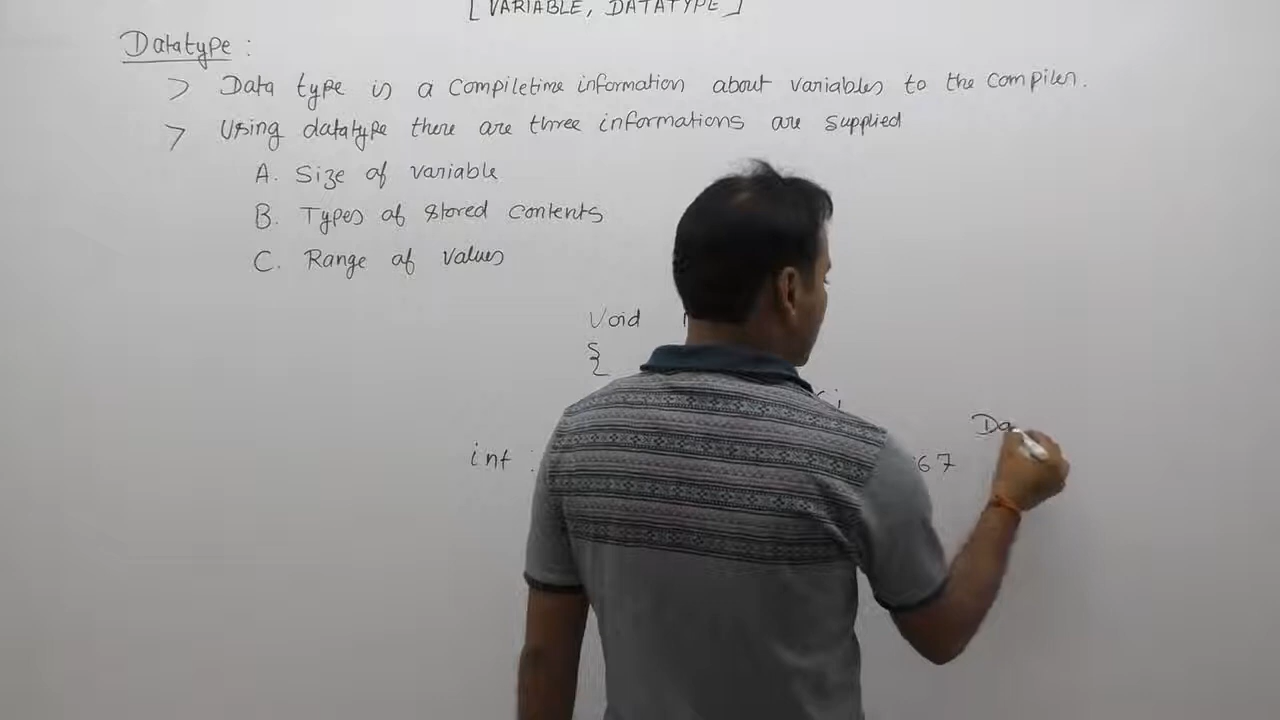 [ VARIABLE, DATATYPE ]
Datatype :
> Data type is a compiletime information about variables to the compiler.
> Using datatype there are three informations are supplied
A. Size of variable
B. Types of stored contents
C. Range of values
Void
{
Da
int : 67